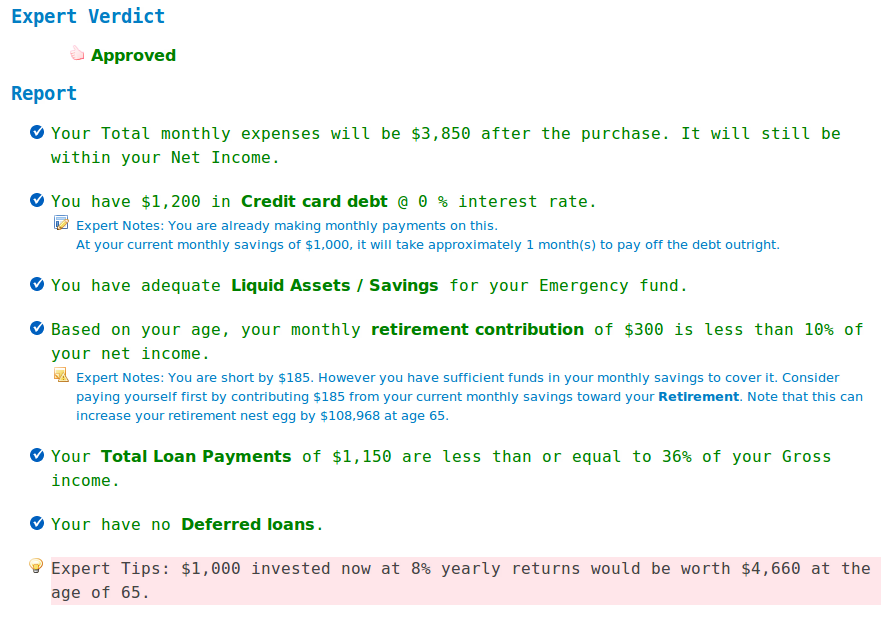 Expert Verdict
Approved
Report
Your Total monthly expenses will be $3,850 after the purchase. It will still be
within your Net Income.
You have $1,200 in Credit card debt @ 0 % interest rate.
Expert Notes: You are already making monthly payments on this.
At your current monthly savings of $1,000, it will take approximately 1 month(s) to pay off the debt outright.
You have adequate Liquid Assets / Savings for your Emergency fund.
Based on your age, your monthly retirement contribution of $300 is less than 10% of
your net income.
Expert Notes: You are short by $185. However you have sufficient funds in your monthly savings to cover it. Consider
paying yourself first by contributing $185 from your current monthly savings toward your Retirement. Note that this can
increase your retirement nest egg by $108,968 at age 65.
Your Total Loan Payments of $1,150 are less than or equal to 36% of your Gross
income.
Your have no Deferred loans.
Expert Tips: $1,000 invested now at 8% yearly returns would be worth $4,660 at the
age of 65.